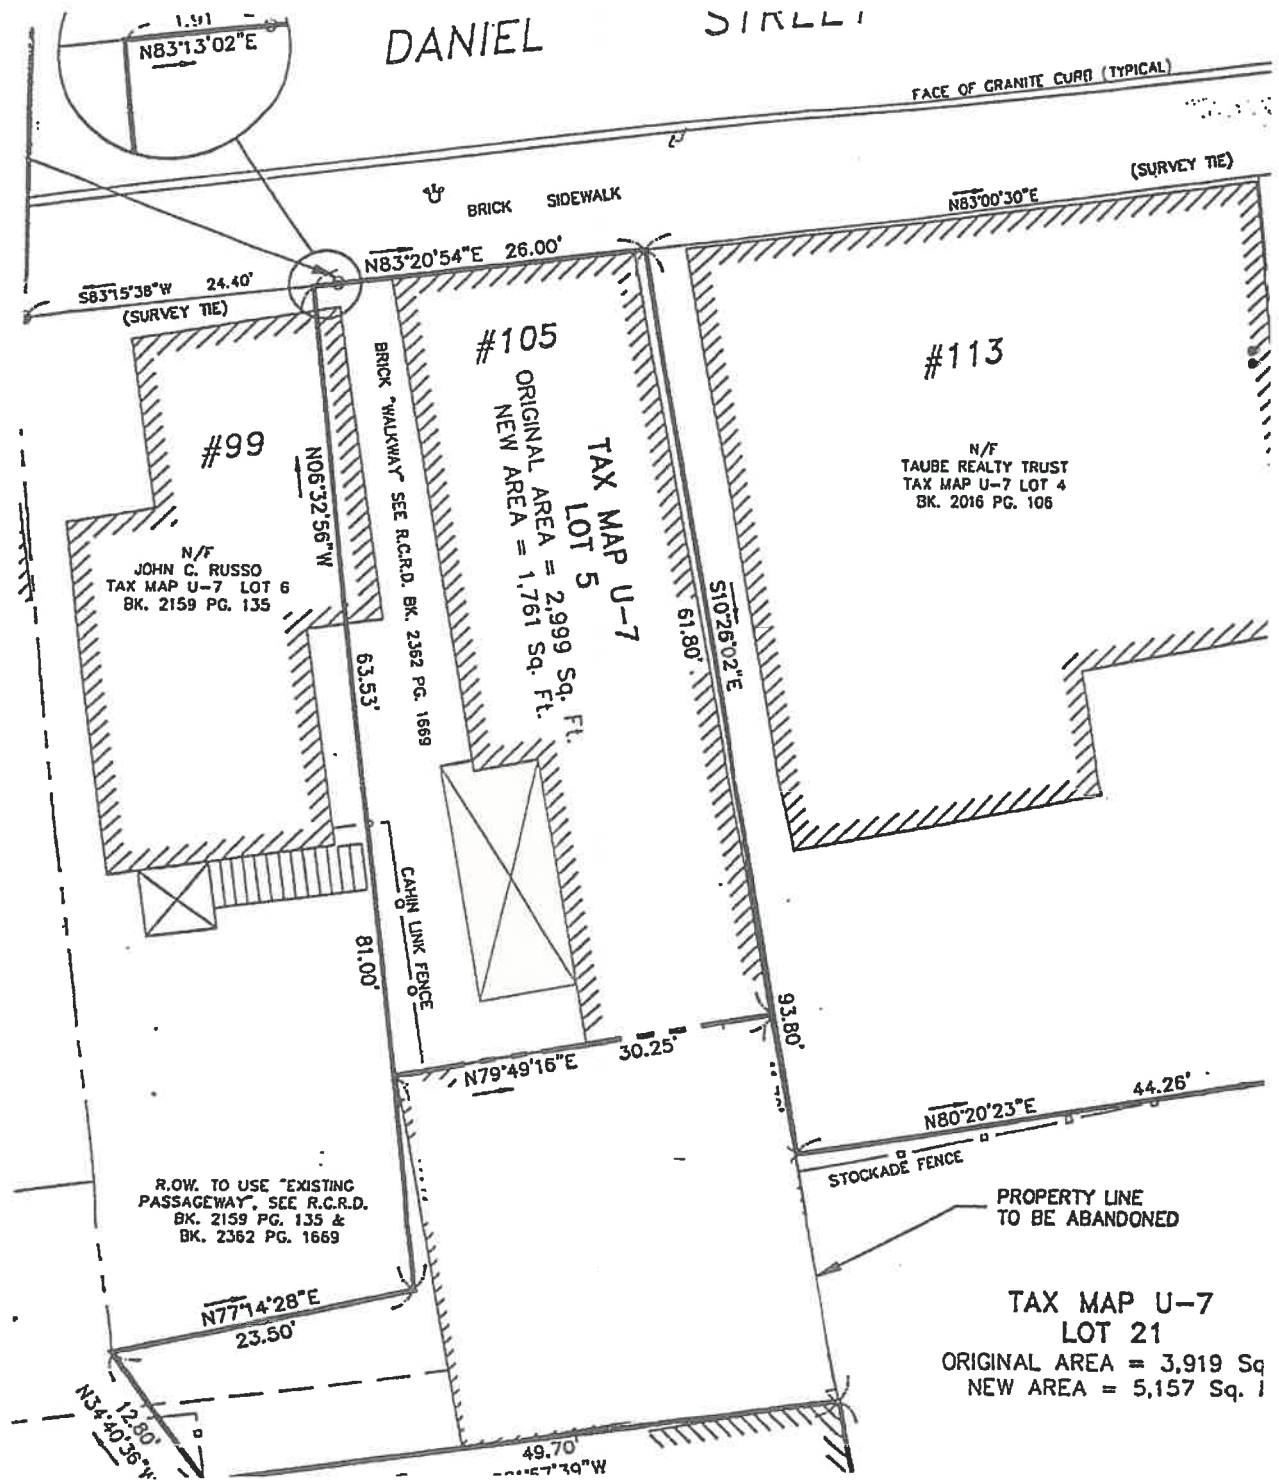 1.91
N83°13'02"E
DANIEL STREET
FACE OF GRANITE CURB (TYPICAL)
(SURVEY TIE)
BRICK SIDEWALK
N83°00'30"E
N83°20'54"E 26.00'
S83°15'38"W 24.40'
(SURVEY TIE)
#105
#113
#99
BRICK "WALKWAY" SEE R.C.R.D. BK. 2362 PG. 1669
ORIGINAL AREA = 2,999 Sq. Ft.
NEW AREA = 1,761 Sq. Ft.
TAX MAP U-7
LOT 5
N/F
TAUBE REALTY TRUST
TAX MAP U-7 LOT 4
BK. 2016 PG. 106
N06°32'56"W
N/F
JOHN C. RUSSO
TAX MAP U-7 LOT 6
BK. 2159 PG. 135
63.53'
61.80'
S10°26'02"E
CAHIN LINK FENCE
81.00'
93.80'
N79°49'16"E
30.25'
N80°20'23"E
44.26'
STOCKADE FENCE
R.OW. TO USE "EXISTING
PASSAGEWAY", SEE R.C.R.D.
BK. 2159 PG. 135 &
BK. 2362 PG. 1669
PROPERTY LINE
TO BE ABANDONED
N77°14'28"E
23.50'
TAX MAP U-7
LOT 21
ORIGINAL AREA = 3,919 Sq
NEW AREA = 5,157 Sq.
12.80'
N34°40'36"W
49.70'
57'39"W